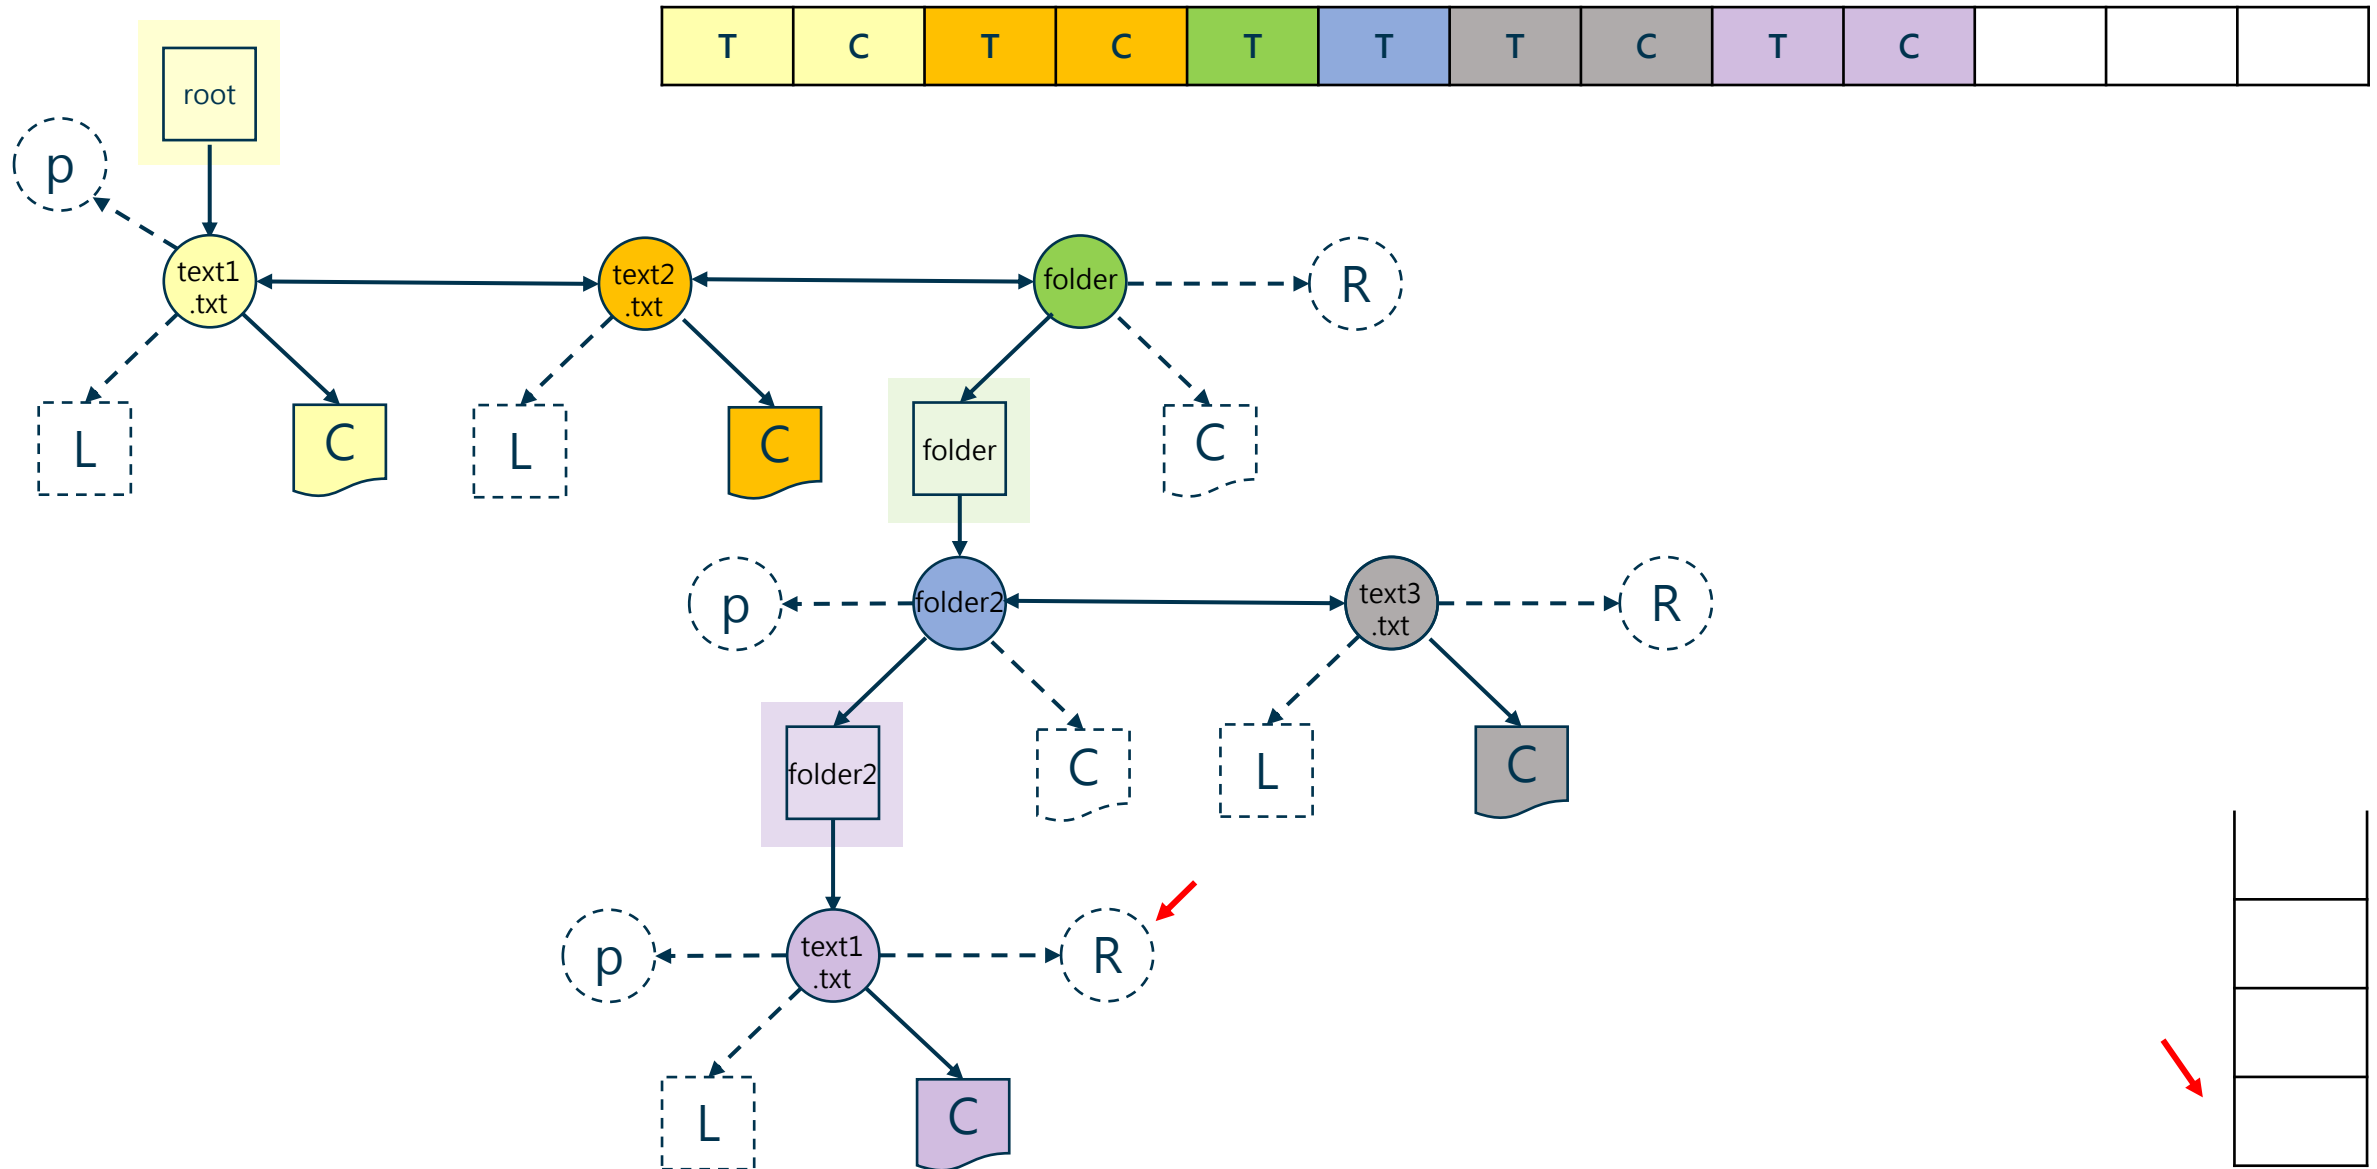 T C T C T T T C T C
root
p
text1
.txt
text2
.txt
folder
R
L
C
L
C
folder
C
p
folder2
text3
.txt
R
folder2
C
L
C
p
text1
.txt
R
L
C